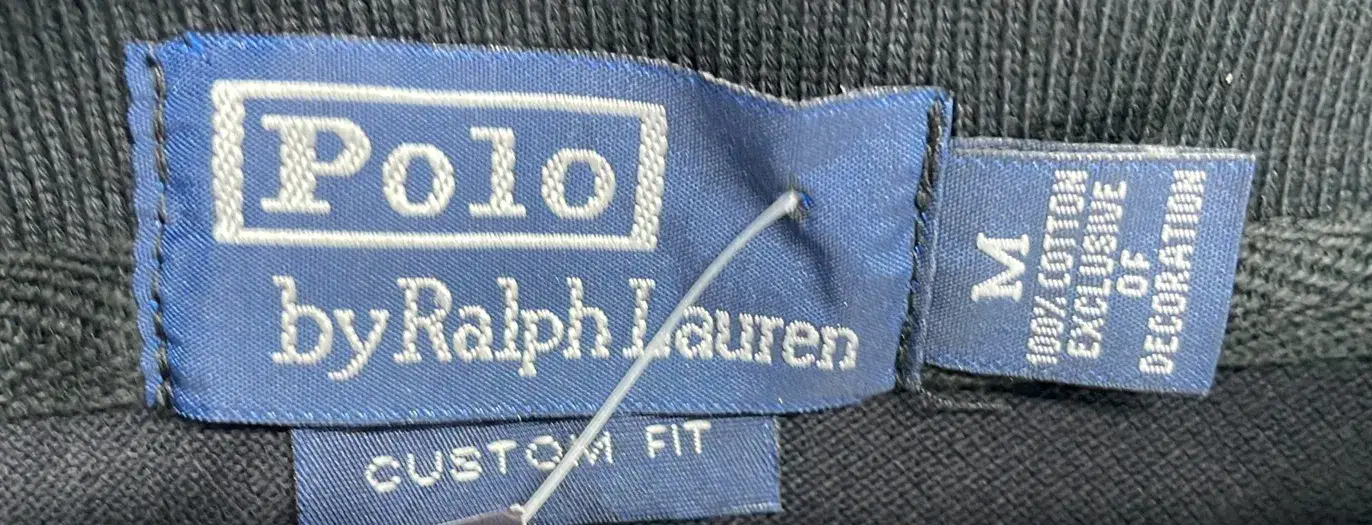 Polo
by Ralph Lauren
CUSTOM FIT
M
100% COTTON
EXCLUSIVE
OF
DECORATION